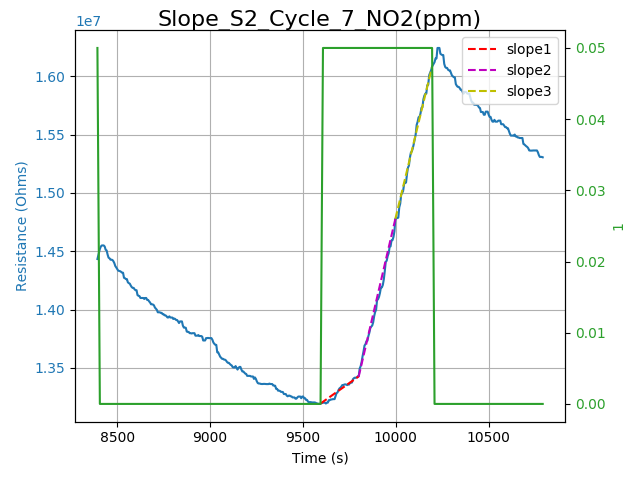 Slope_S2_Cycle_7_NO2(ppm)
1e7
slope1
slope2
slope3
1.60
1.55
1.50
1.45
1.40
1.35
Resistance (Ohms)
0.05
0.04
0.03
0.02
0.01
0.00
1
8500 9000 9500 10000 10500
Time (s)